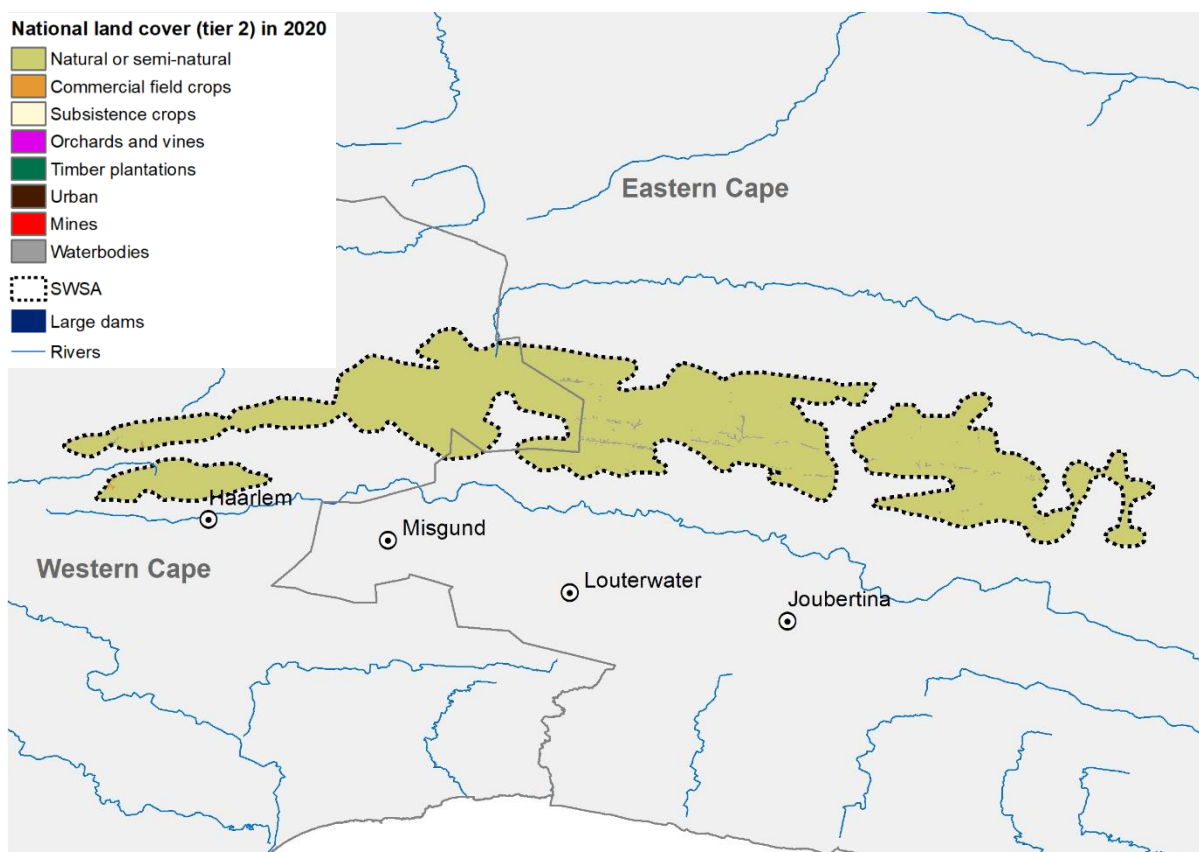 National land cover (tier 2) in 2020
Natural or semi-natural
Commercial field crops
Subsistence crops
Orchards and vines
Timber plantations
Urban
Mines
Waterbodies
SWSA
Large dams
Rivers
Eastern Cape
Haarlem
Misgund
Western Cape
Louterwater
Joubertina